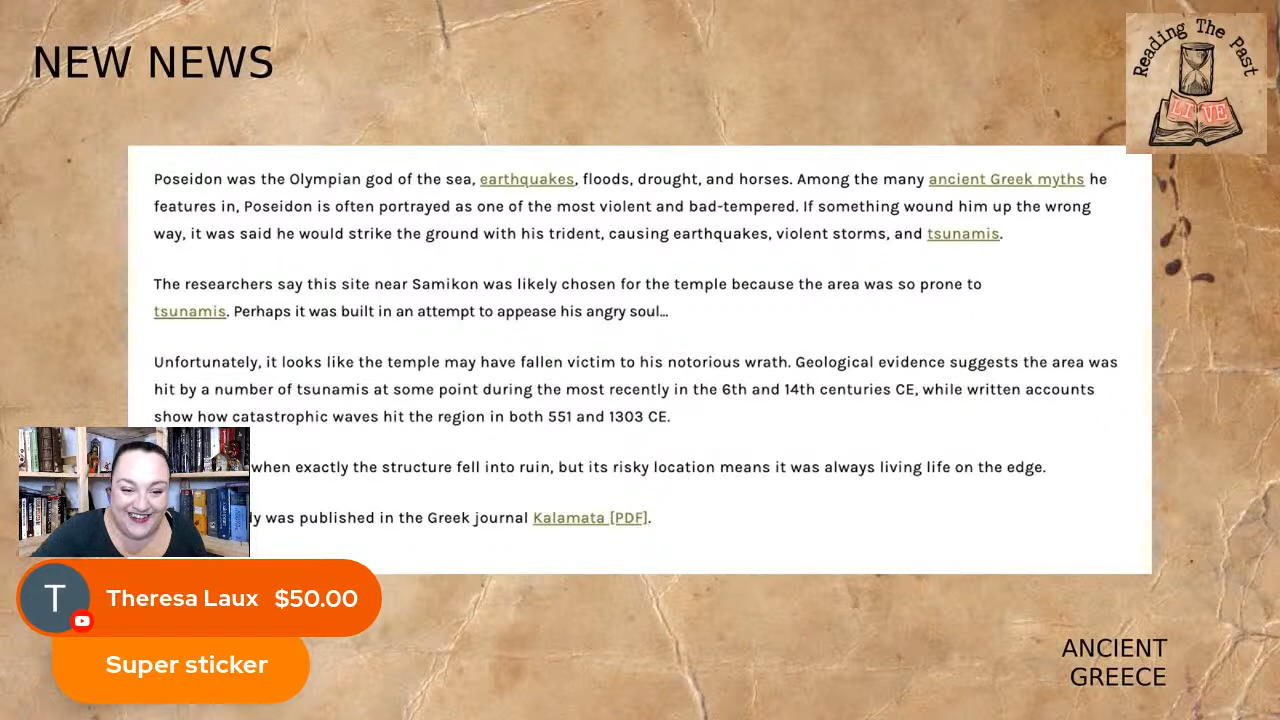 NEW NEWS
Reading The Past
LIVE
Poseidon was the Olympian god of the sea, earthquakes, floods, drought, and horses. Among the many ancient Greek myths he
features in, Poseidon is often portrayed as one of the most violent and bad-tempered. If something wound him up the wrong
way, it was said he would strike the ground with his trident, causing earthquakes, violent storms, and tsunamis.
The researchers say this site near Samikon was likely chosen for the temple because the area was so prone to
tsunamis. Perhaps it was built in an attempt to appease his angry soul…
Unfortunately, it looks like the temple may have fallen victim to his notorious wrath. Geological evidence suggests the area was
hit by a number of tsunamis at some point during the most recently in the 6th and 14th centuries CE, while written accounts
show how catastrophic waves hit the region in both 551 and 1303 CE.
when exactly the structure fell into ruin, but its risky location means it was always living life on the edge.
was published in the Greek journal Kalamata [PDF].
T
Theresa Laux $50.00
Super sticker
ANCIENT
GREECE